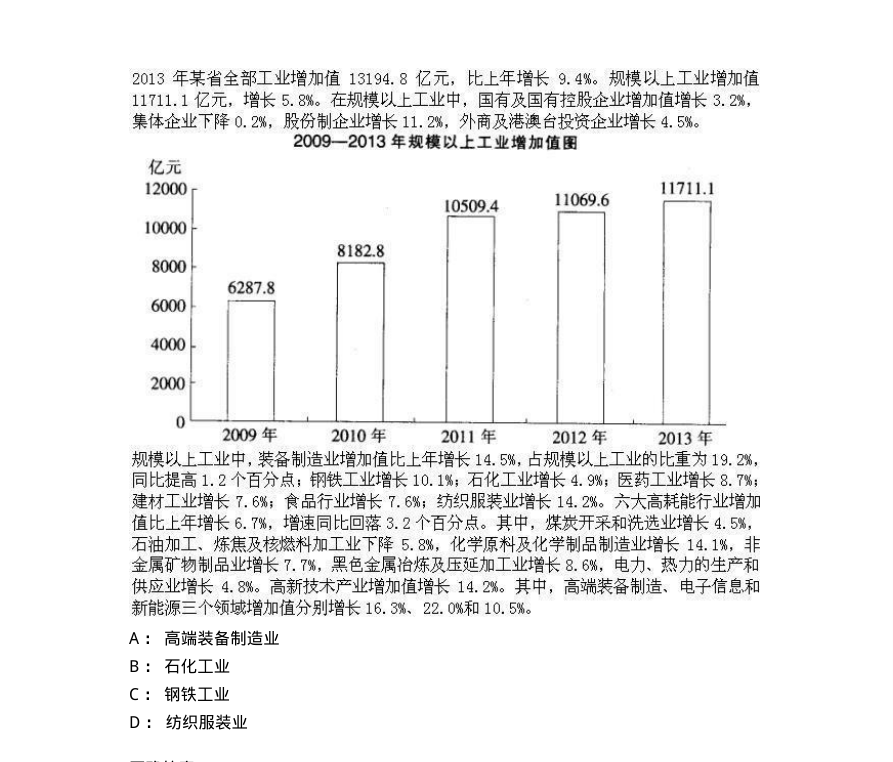 2013 年某省全部工业增加值 13194.8 亿元，比上年增长 9.4%。规模以上工业增加值
11711.1 亿元，增长 5.8%。在规模以上工业中，国有及国有控股企业增加值增长 3.2%，
集体企业下降 0.2%，股份制企业增长 11.2%，外商及港澳台投资企业增长 4.5%。
2009—2013 年规模以上工业增加值图
亿元
12000
10000
8000
6000
4000
2000
0
6287.8
8182.8
10509.4
11069.6
11711.1
2009 年
2010 年
2011 年
2012 年
2013 年
规模以上工业中，装备制造业增加值比上年增长 14.5%，占规模以上工业的比重为 19.2%，
同比提高 1.2 个百分点；钢铁工业增长 10.1%；石化工业增长 4.9%；医药工业增长 8.7%；
建材工业增长 7.6%；食品行业增长 7.6%；纺织服装业增长 14.2%。六大高耗能行业增加
值比上年增长 6.7%，增速同比回落 3.2 个百分点。其中，煤炭开采和洗选业增长 4.5%，
石油加工、炼焦及核燃料加工业下降 5.8%，化学原料及化学制品制造业增长 14.1%，非
金属矿物制品业增长 7.7%，黑色金属冶炼及压延加工业增长 8.6%，电力、热力的生产和
供应业增长 4.8%。高新技术产业增加值增长 14.2%。其中，高端装备制造、电子信息和
新能源三个领域增加值分别增长 16.3%、22.0%和 10.5%。
A： 高端装备制造业
B： 石化工业
C： 钢铁工业
D： 纺织服装业